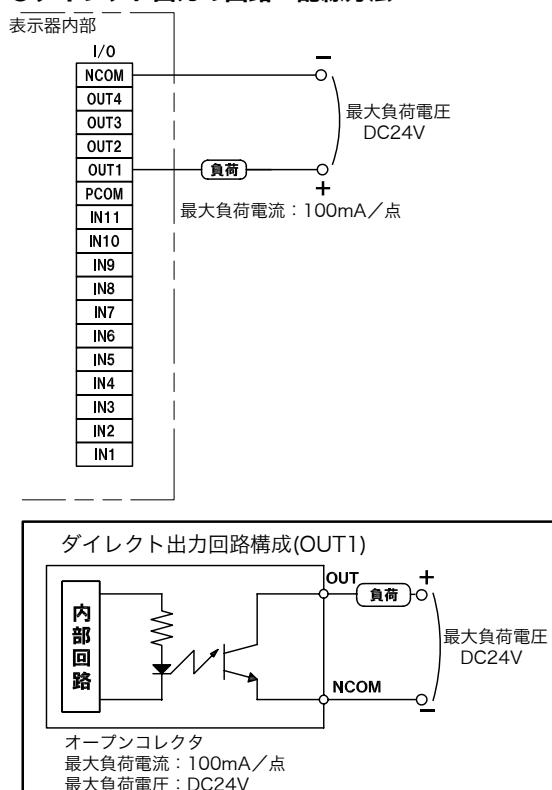 表示器内部
I/O
NCOM
OUT4
OUT3
OUT2
OUT1
PCOM
IN11
IN10
IN9
IN8
IN7
IN6
IN5
IN4
IN3
IN2
IN1
−
負荷
+
最大負荷電圧
DC24V
最大負荷電流：100mA／点
ダイレクト出力回路構成(OUT1)
内部回路
OUT
負荷
+
NCOM
−
最大負荷電圧
DC24V
オープンコレクタ
最大負荷電流：100mA／点
最大負荷電圧：DC24V